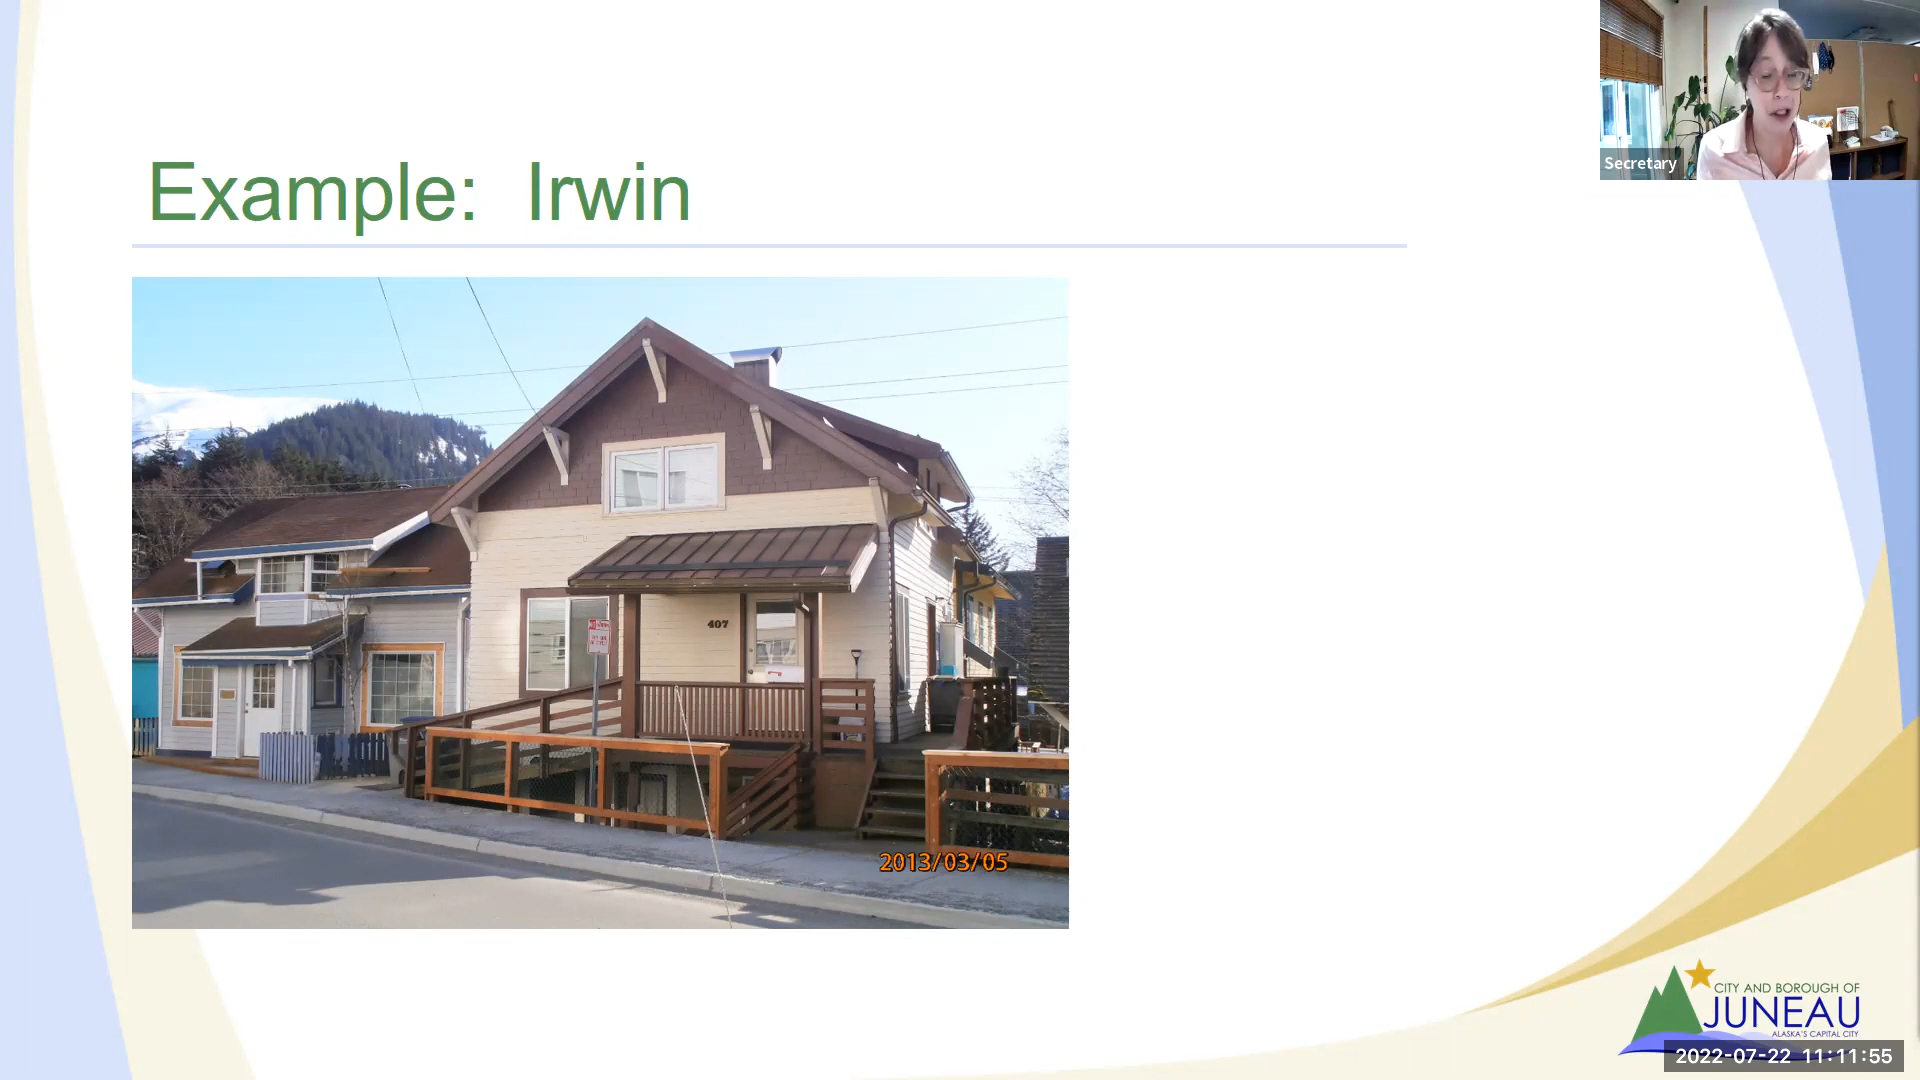 Secretary
Example: Irwin
407
2013/03/05
CITY AND BOROUGH OF
JUNEAU
ALASKA'S CAPITAL CITY
2022-07-22 11:11:55